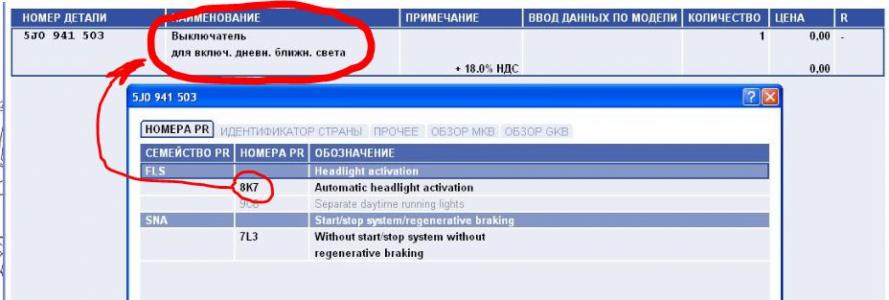 НОМЕР ДЕТАЛИ НАИМЕНОВАНИЕ ПРИМЕЧАНИЕ ВВОД ДАННЫХ ПО МОДЕЛИ КОЛИЧЕСТВО ЦЕНА R
5J0 941 503 Выключатель 1 0,00 -
для включ. дневн. ближн. света
+ 18.0% НДС 0,00
5J0 941 503
НОМЕРА PR ИДЕНТИФИКАТОР СТРАНЫ ПРОЧЕЕ ОБЗОР МКВ ОБЗОР GKB
СЕМЕЙСТВО PR НОМЕРА PR ОБОЗНАЧЕНИЕ
FLS Headlight activation
8K7 Automatic headlight activation
Separate daytime running lights
SNA Start/stop system/regenerative braking
7L3 Without start/stop system without
regenerative braking